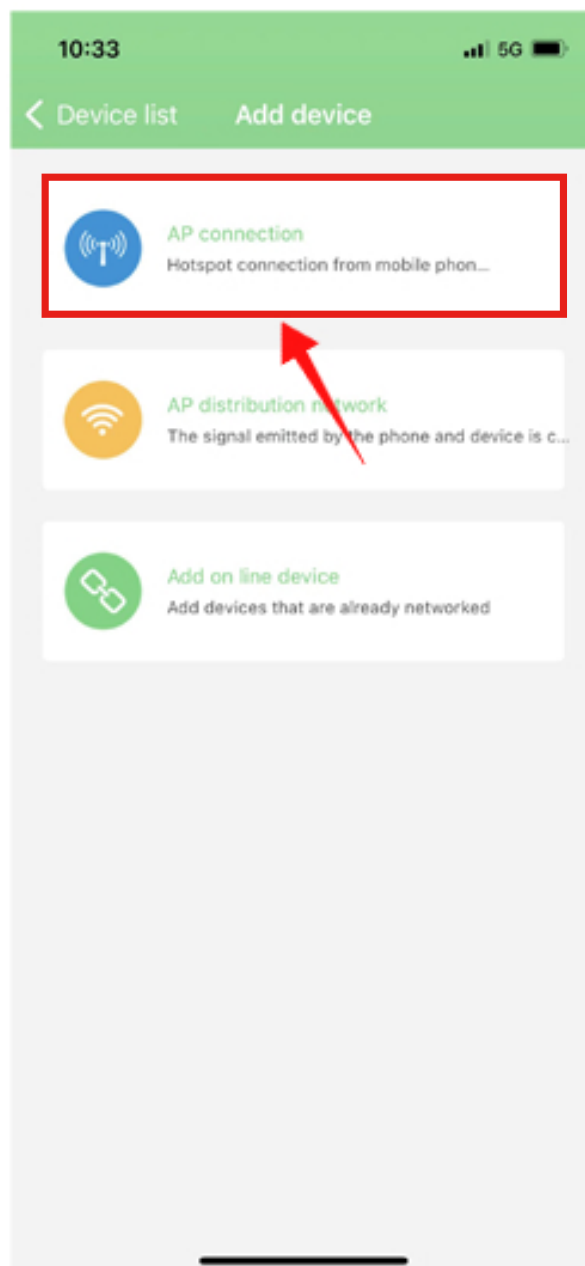 10:33
5G
Device list
Add device
AP connection
Hotspot connection from mobile phon...
AP distribution network
The signal emitted by the phone and device is c...
Add on line device
Add devices that are already networked